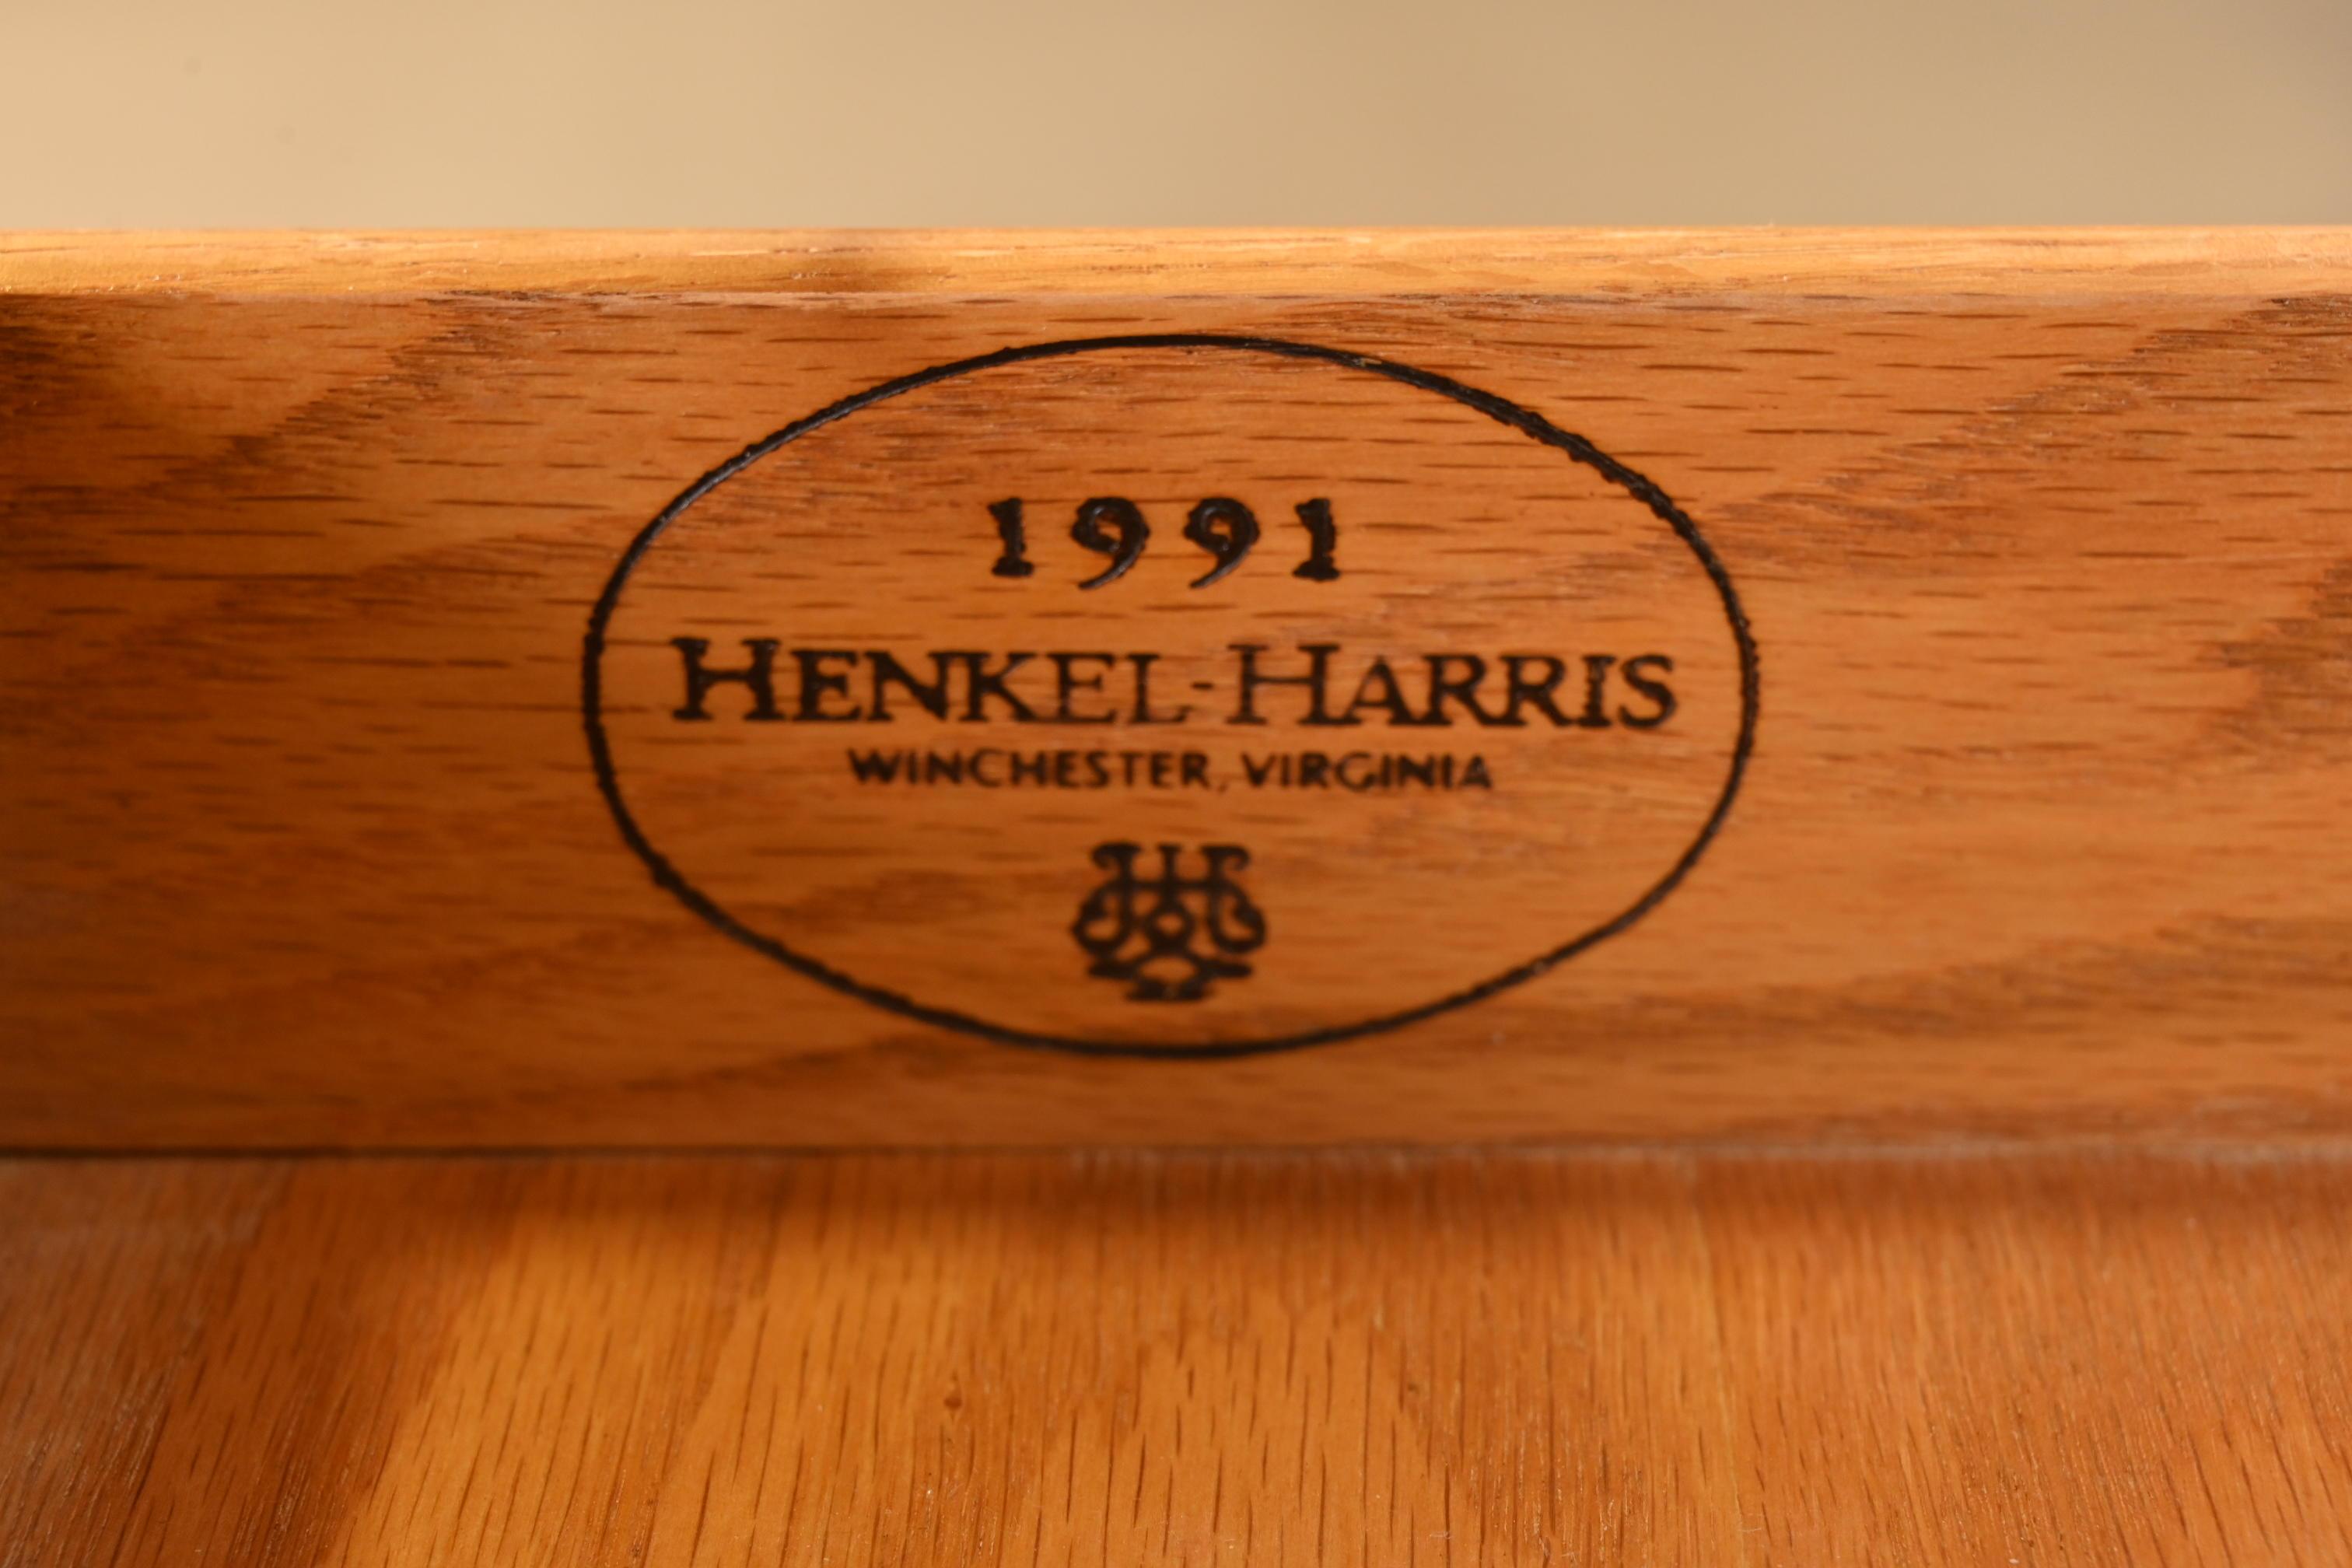 1991
HENKEL-HARRIS
WINCHESTER, VIRGINIA